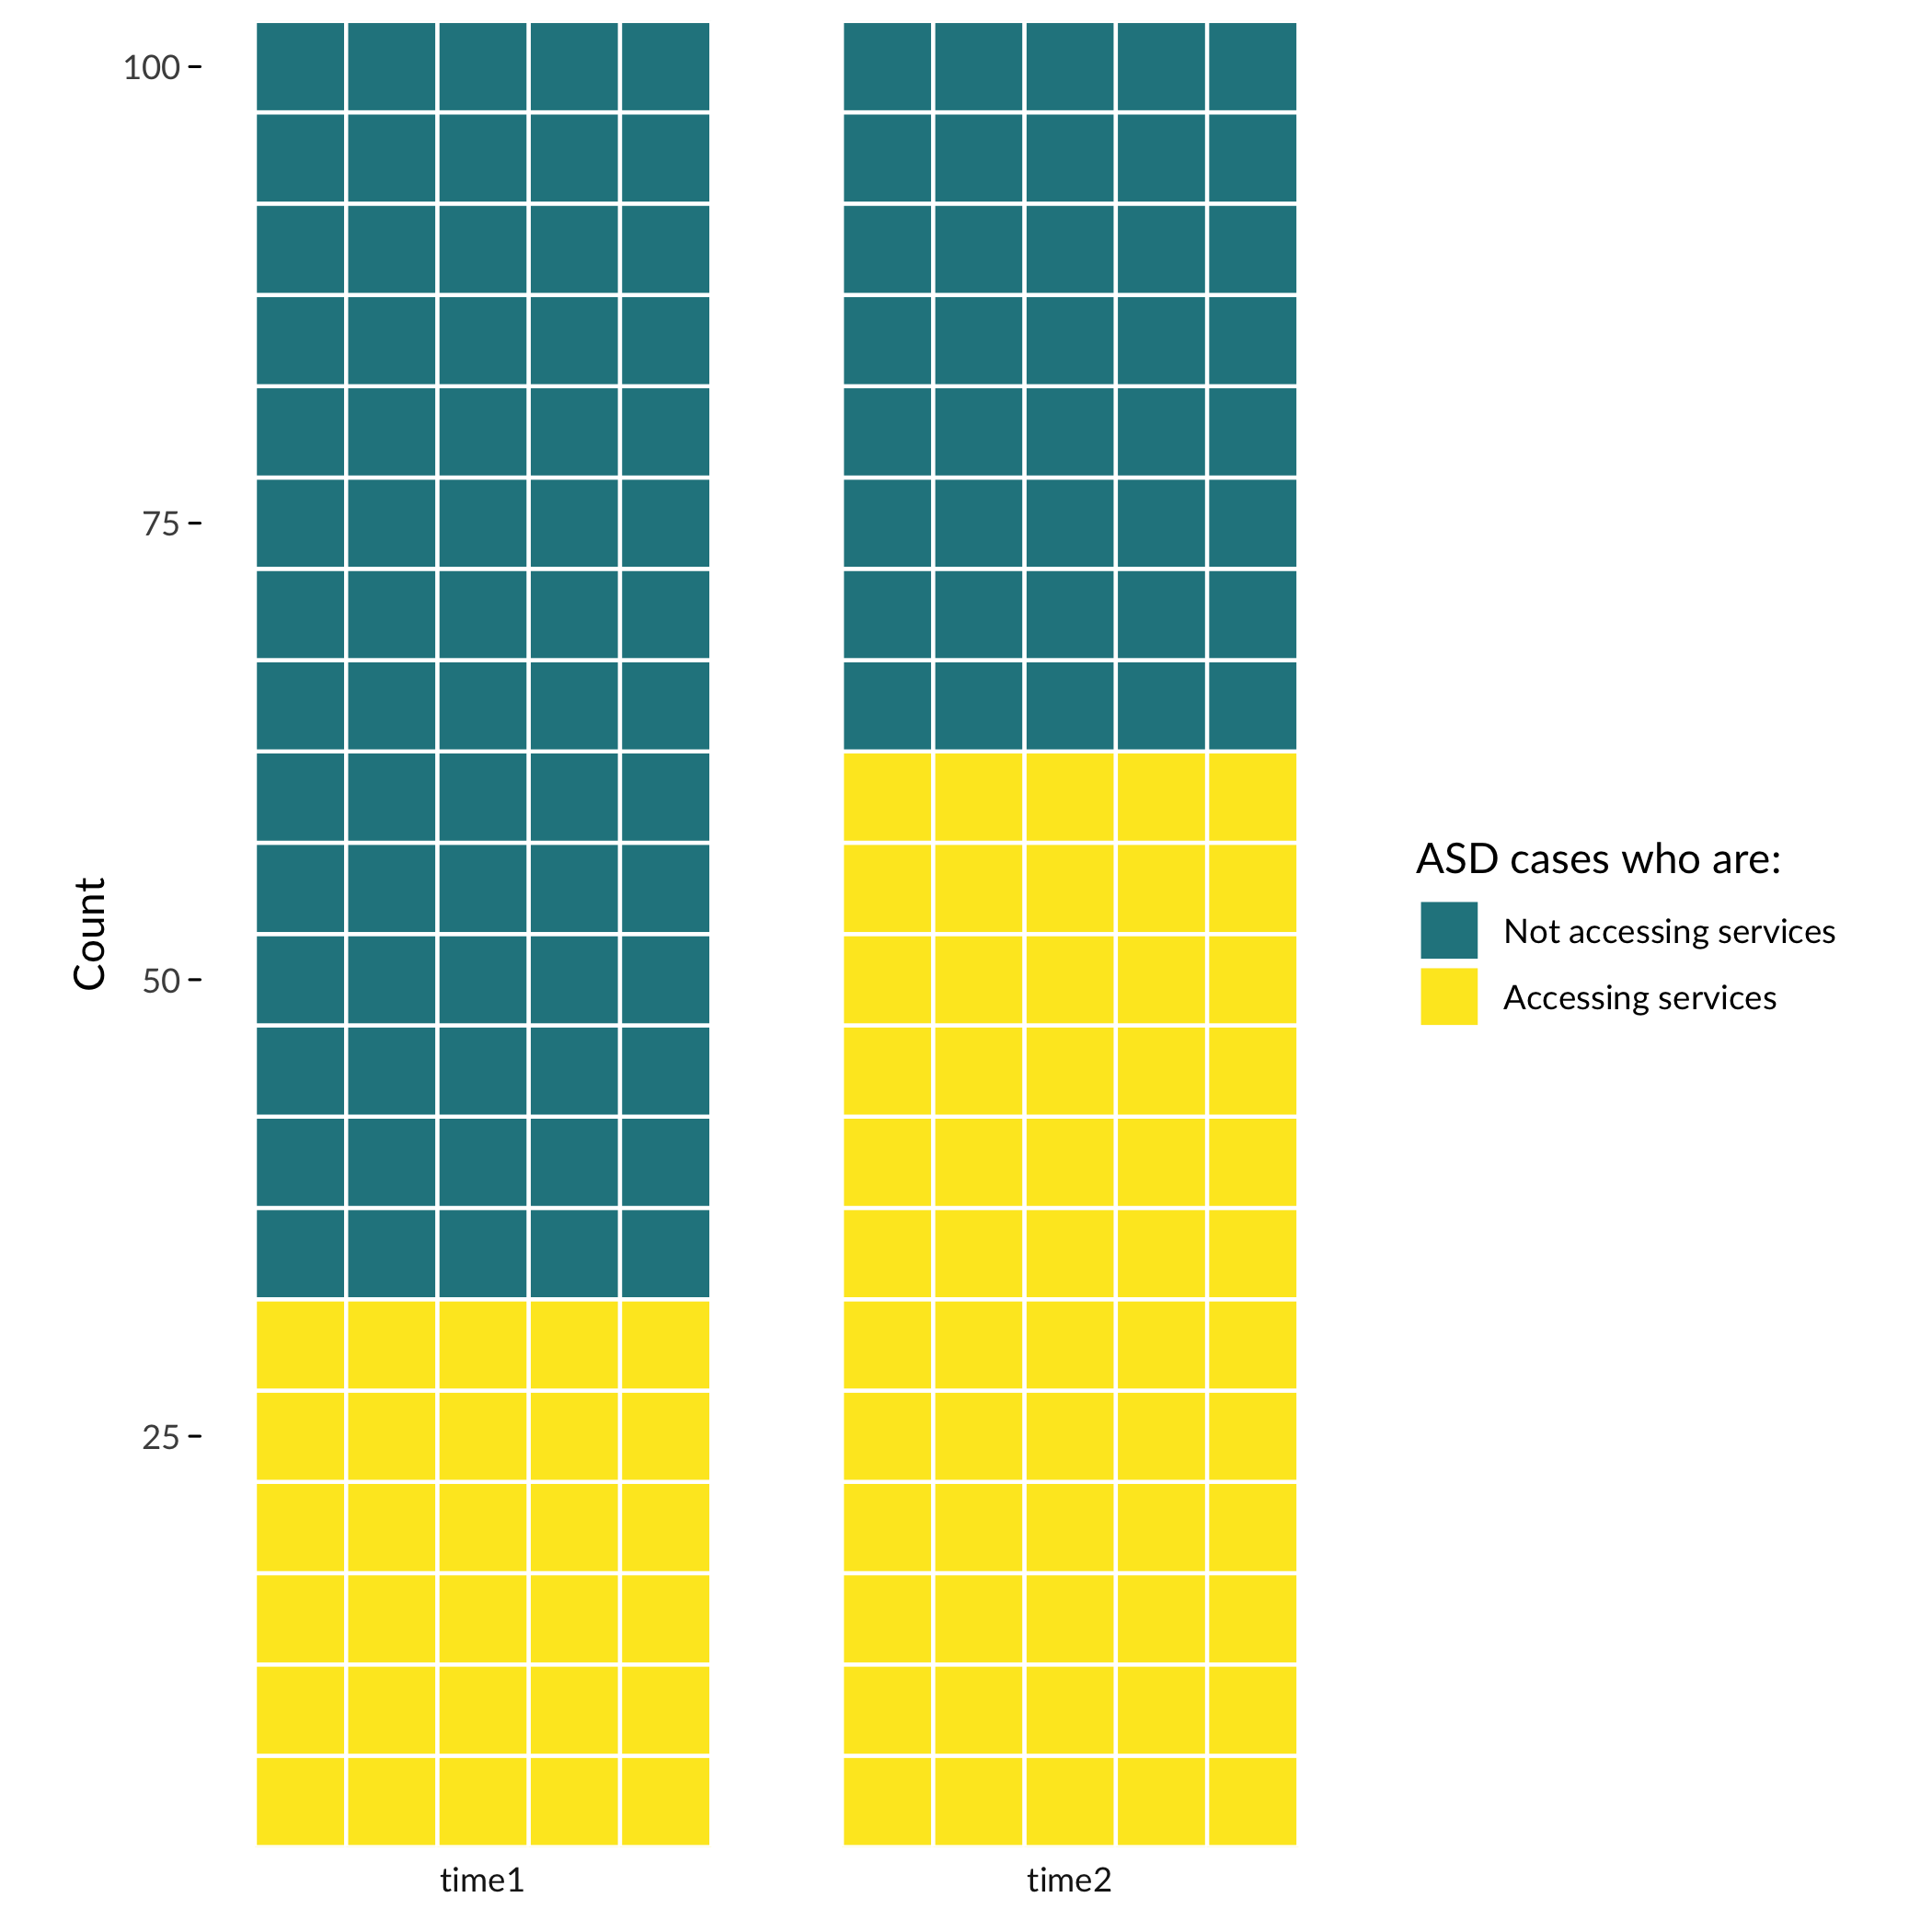 100
75
50
25
Count
time1
time2
ASD cases who are:
Not accessing services
Accessing services